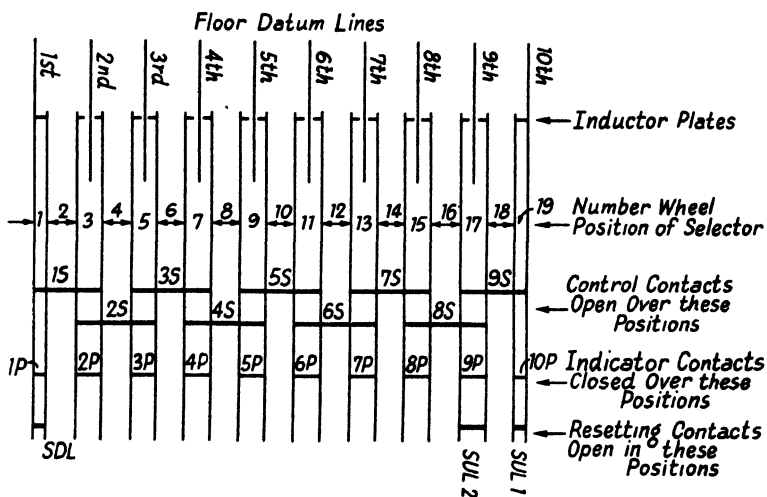 Floor Datum Lines
1st 2nd 3rd 4th 5th 6th 7th 8th 9th 10th
Inductor Plates
1 2 3 4 5 6 7 8 9 10 11 12 13 14 15 16 17 18 19
Number Wheel
Position of Selector
1S 3S 5S 7S 9S
Control Contacts
2S 4S 6S 8S
Open Over these
Positions
1P 2P 3P 4P 5P 6P 7P 8P 9P 10P
Indicator Contacts
Closed Over these
Positions
SDL SUL 2 SUL 1
Resetting Contacts
Open in these
Positions